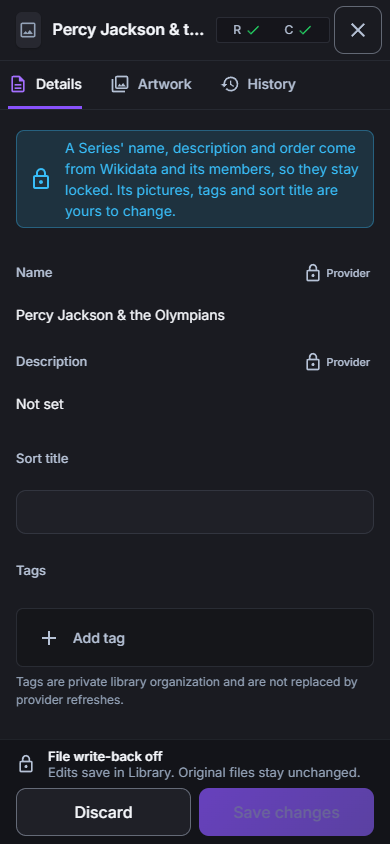 Percy Jackson & t...
R
C
Details
Artwork
History
A Series' name, description and order come
from Wikidata and its members, so they stay
locked. Its pictures, tags and sort title are
yours to change.
Name
Provider
Percy Jackson & the Olympians
Description
Provider
Not set
Sort title
Tags
Add tag
Tags are private library organization and are not replaced by
provider refreshes.
File write-back off
Edits save in Library. Original files stay unchanged.
Discard
Save changes